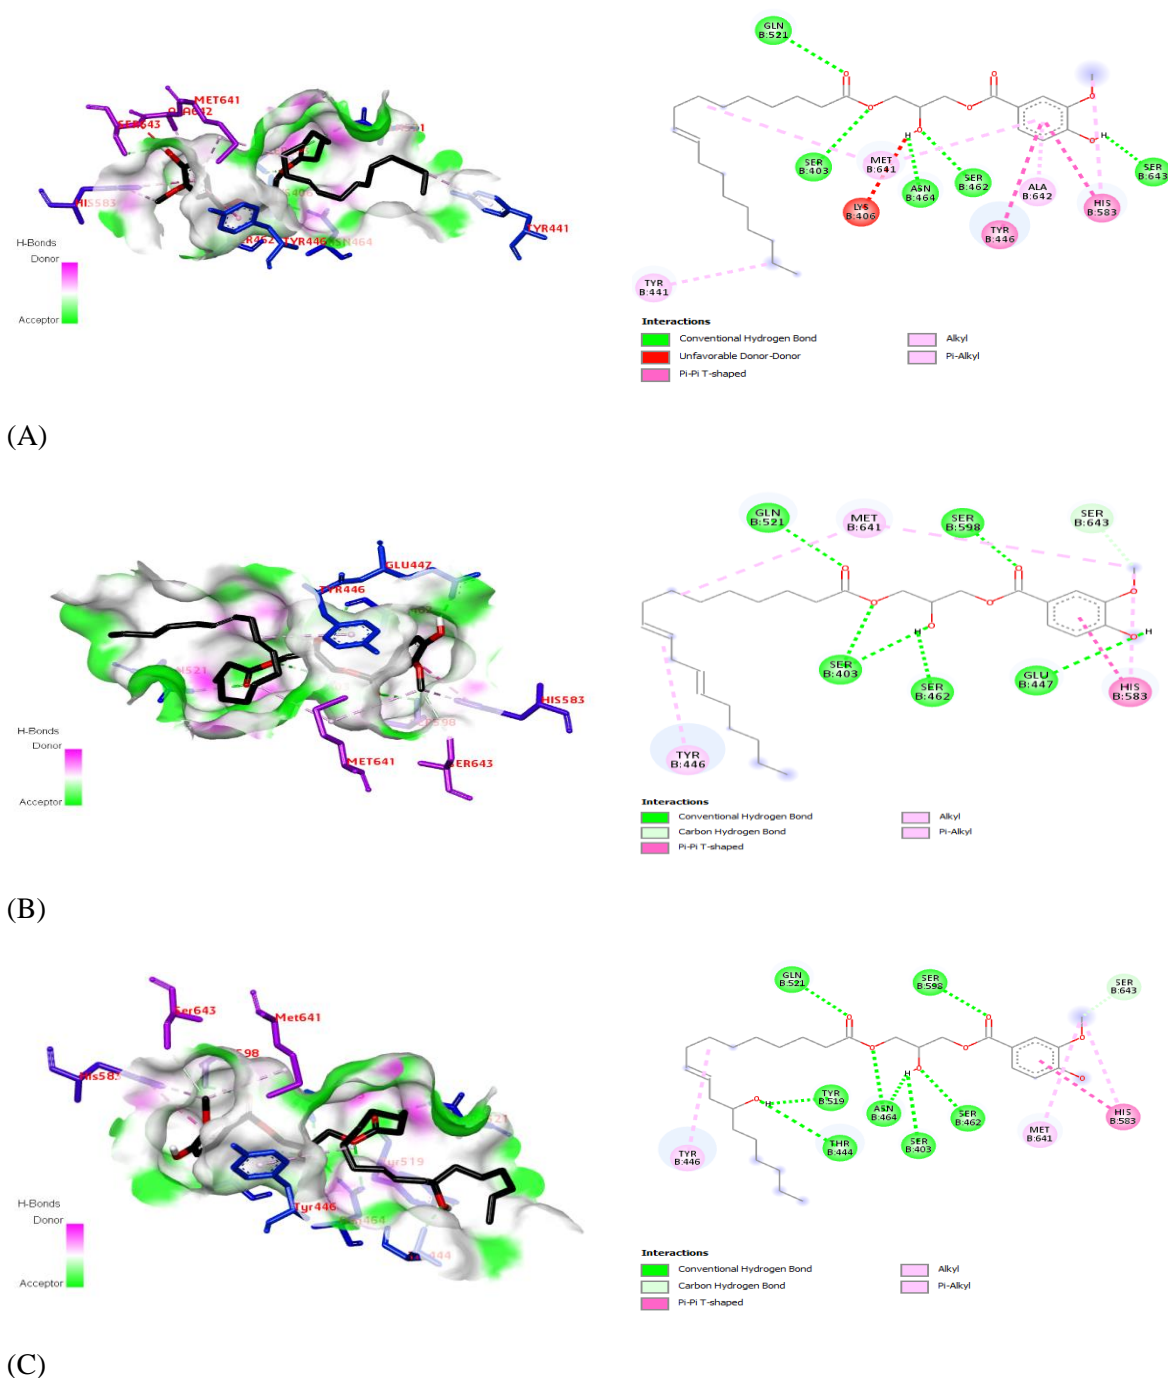 MET641
SER643
HIS583
TYR446
TYR441
H-Bonds
Donor
Acceptor
GLN
B:521
SER
B:403
MET
B:641
LYS
B:406
ASN
B:464
SER
B:462
TYR
B:446
ALA
B:642
HIS
B:583
SER
B:643
TYR
B:441
H
O
Interactions
Conventional Hydrogen Bond
Alkyl
Unfavorable Donor-Donor
Pi-Alkyl
Pi-Pi T-shaped
(A)
GLU447
TYR446
HIS583
MET641
SER643
H-Bonds
Donor
Acceptor
GLN
B:521
MET
B:641
SER
B:598
SER
B:643
SER
B:403
SER
B:462
GLU
B:447
HIS
B:583
TYR
B:446
Interactions
Conventional Hydrogen Bond
Alkyl
Carbon Hydrogen Bond
Pi-Alkyl
Pi-Pi T-shaped
(B)
Ser643
Met641
His583
Tyr519
Tyr446
H-Bonds
Donor
Acceptor
GLN
B:521
SER
B:598
SER
B:643
TYR
B:519
ASN
B:464
SER
B:462
THR
B:444
SER
B:403
MET
B:641
HIS
B:583
TYR
B:446
Interactions
Conventional Hydrogen Bond
Alkyl
Carbon Hydrogen Bond
Pi-Alkyl
Pi-Pi T-shaped
(C)